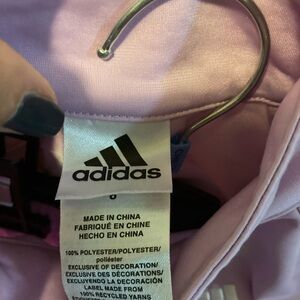 adidas
MADE IN CHINA
FABRIQUÉ EN CHINE
HECHO EN CHINA
100% POLYESTER/POLYESTER/
poliéster
EXCLUSIVE OF DECORATION/
EXCLUSIVE DES DÉCORATIONS/
EXCLUYENDO LA DECORACIÓN
LABEL MADE FROM
100% RECYCLED YARNS